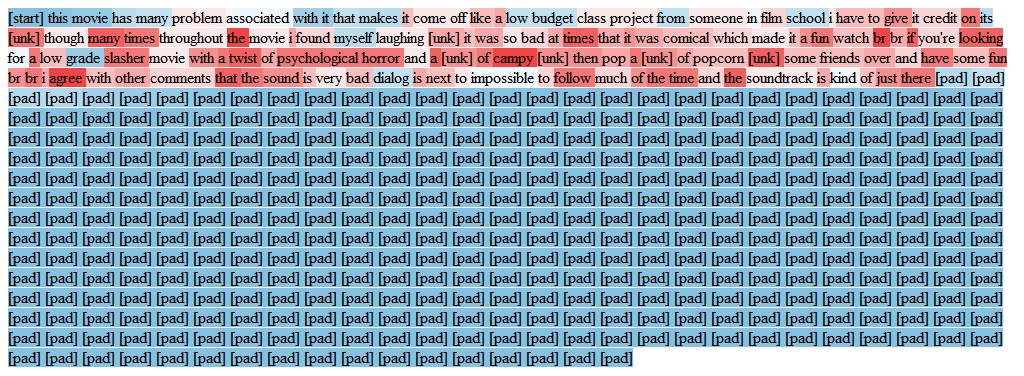 [start] this movie has many problem associated with it that makes it come off like a low budget class project from someone in film school i have to give it credit on its
[unk] though many times throughout the movie i found myself laughing [unk] it was so bad at times that it was comical which made it a fun watch br br if you're looking
for a low grade slasher movie with a twist of psychological horror and a [unk] of campy [unk] then pop a [unk] of popcorn [unk] some friends over and have some fun
br br i agree with other comments that the sound is very bad dialog is next to impossible to follow much of the time and the soundtrack is kind of just there [pad] [pad]
[pad] [pad] [pad] [pad] [pad] [pad] [pad] [pad] [pad] [pad] [pad] [pad] [pad] [pad] [pad] [pad] [pad] [pad] [pad] [pad] [pad] [pad] [pad] [pad] [pad] [pad] [pad]
[pad] [pad] [pad] [pad] [pad] [pad] [pad] [pad] [pad] [pad] [pad] [pad] [pad] [pad] [pad] [pad] [pad] [pad] [pad] [pad] [pad] [pad] [pad] [pad] [pad] [pad] [pad]
[pad] [pad] [pad] [pad] [pad] [pad] [pad] [pad] [pad] [pad] [pad] [pad] [pad] [pad] [pad] [pad] [pad] [pad] [pad] [pad] [pad] [pad] [pad] [pad] [pad] [pad] [pad]
[pad] [pad] [pad] [pad] [pad] [pad] [pad] [pad] [pad] [pad] [pad] [pad] [pad] [pad] [pad] [pad] [pad] [pad] [pad] [pad] [pad] [pad] [pad] [pad] [pad] [pad] [pad]
[pad] [pad] [pad] [pad] [pad] [pad] [pad] [pad] [pad] [pad] [pad] [pad] [pad] [pad] [pad] [pad] [pad] [pad] [pad] [pad] [pad] [pad] [pad] [pad] [pad] [pad] [pad]
[pad] [pad] [pad] [pad] [pad] [pad] [pad] [pad] [pad] [pad] [pad] [pad] [pad] [pad] [pad] [pad] [pad] [pad] [pad] [pad] [pad] [pad] [pad] [pad] [pad] [pad] [pad]
[pad] [pad] [pad] [pad] [pad] [pad] [pad] [pad] [pad] [pad] [pad] [pad] [pad] [pad] [pad] [pad] [pad] [pad] [pad] [pad] [pad] [pad] [pad] [pad] [pad] [pad] [pad]
[pad] [pad] [pad] [pad] [pad] [pad] [pad] [pad] [pad] [pad] [pad] [pad] [pad] [pad] [pad] [pad] [pad] [pad] [pad] [pad] [pad] [pad] [pad] [pad] [pad] [pad] [pad]
[pad] [pad] [pad] [pad] [pad] [pad] [pad] [pad] [pad] [pad] [pad] [pad] [pad] [pad] [pad] [pad] [pad] [pad] [pad] [pad] [pad] [pad] [pad] [pad] [pad] [pad] [pad]
[pad] [pad] [pad] [pad] [pad] [pad] [pad] [pad] [pad] [pad] [pad] [pad] [pad] [pad] [pad] [pad] [pad] [pad] [pad] [pad] [pad] [pad] [pad] [pad] [pad] [pad] [pad]
[pad] [pad] [pad] [pad] [pad] [pad] [pad] [pad] [pad] [pad] [pad] [pad] [pad] [pad] [pad] [pad] [pad] [pad] [pad] [pad] [pad] [pad] [pad] [pad] [pad] [pad] [pad]
[pad] [pad] [pad] [pad] [pad] [pad] [pad] [pad] [pad] [pad] [pad] [pad] [pad] [pad] [pad] [pad] [pad] [pad] [pad] [pad] [pad] [pad] [pad] [pad] [pad] [pad] [pad]
[pad] [pad] [pad] [pad] [pad] [pad] [pad] [pad] [pad] [pad] [pad] [pad] [pad] [pad] [pad] [pad] [pad] [pad] [pad] [pad] [pad] [pad] [pad] [pad] [pad] [pad] [pad]
[pad] [pad] [pad] [pad] [pad] [pad] [pad] [pad] [pad] [pad] [pad] [pad] [pad] [pad] [pad] [pad] [pad]